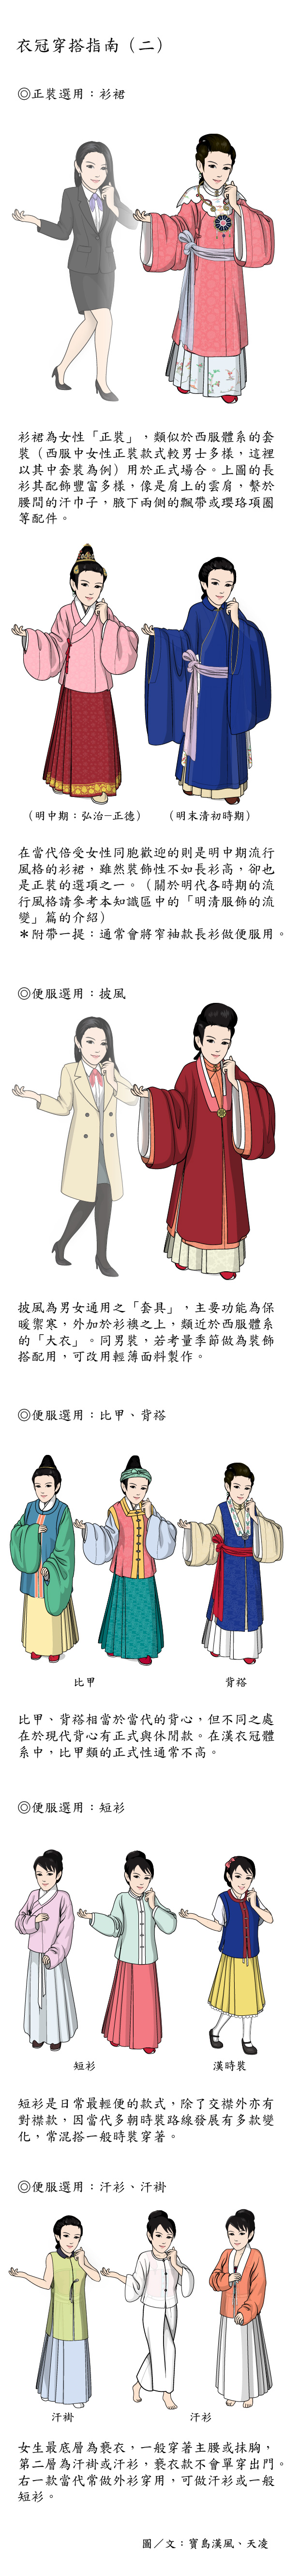 衣冠穿搭指南（二）
◎正裝選用：衫裙
衫裙為女性「正裝」，類似於西服體系的套
裝（西服中女性正裝款式較男士多樣，這裡
以其中套裝為例）用於正式場合。上圖的長
衫其配飾豐富多樣，像是肩上的雲肩，繫於
腰間的汗巾子，腋下兩側的飄帶或瓔珞項圈
等配件。
（明中期：弘治－正德）
（明末清初時期）
在當代倍受女性同胞歡迎的則是明中期流行
風格的衫裙，雖然裝飾性不如長衫高，卻也
是正裝的選項之一。（關於明代各時期的流
行風格請參考本知識區中的「明清服飾的流
變」篇的介紹）
＊附帶一提：通常會將窄袖款長衫做便服用。
◎便服選用：披風
披風為男女通用之「套具」，主要功能為保
暖禦寒，外加於衫襖之上，類近於西服體系
的「大衣」。同男裝，若考量季節做為裝飾
搭配用，可改用輕薄面料製作。
◎便服選用：比甲、背褡
比甲
背褡
比甲、背褡相當於當代的背心，但不同之處
在於現代背心有正式與休閒款。在漢衣冠體
系中，比甲類的正式性通常不高。
◎便服選用：短衫
短衫
漢時裝
短衫是日常最輕便的款式，除了交襟外亦有
對襟款，因當代多朝時裝路線發展有多款變
化，常混搭一般時裝穿著。
◎便服選用：汗衫、汗褂
汗褂
汗衫
女生最底層為褻衣，一般穿著主腰或抹胸，
第二層為汗褂或汗衫，褻衣款不會單穿出門。
右一款當代常做外衫穿用，可做汗衫或一般
短衫。
圖／文：寶島漢風、天凌